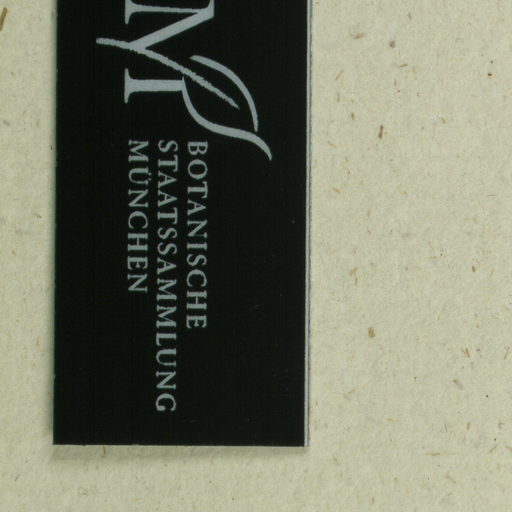 M
BOTANISCHE
STAATSSAMMLUNG
MÜNCHEN